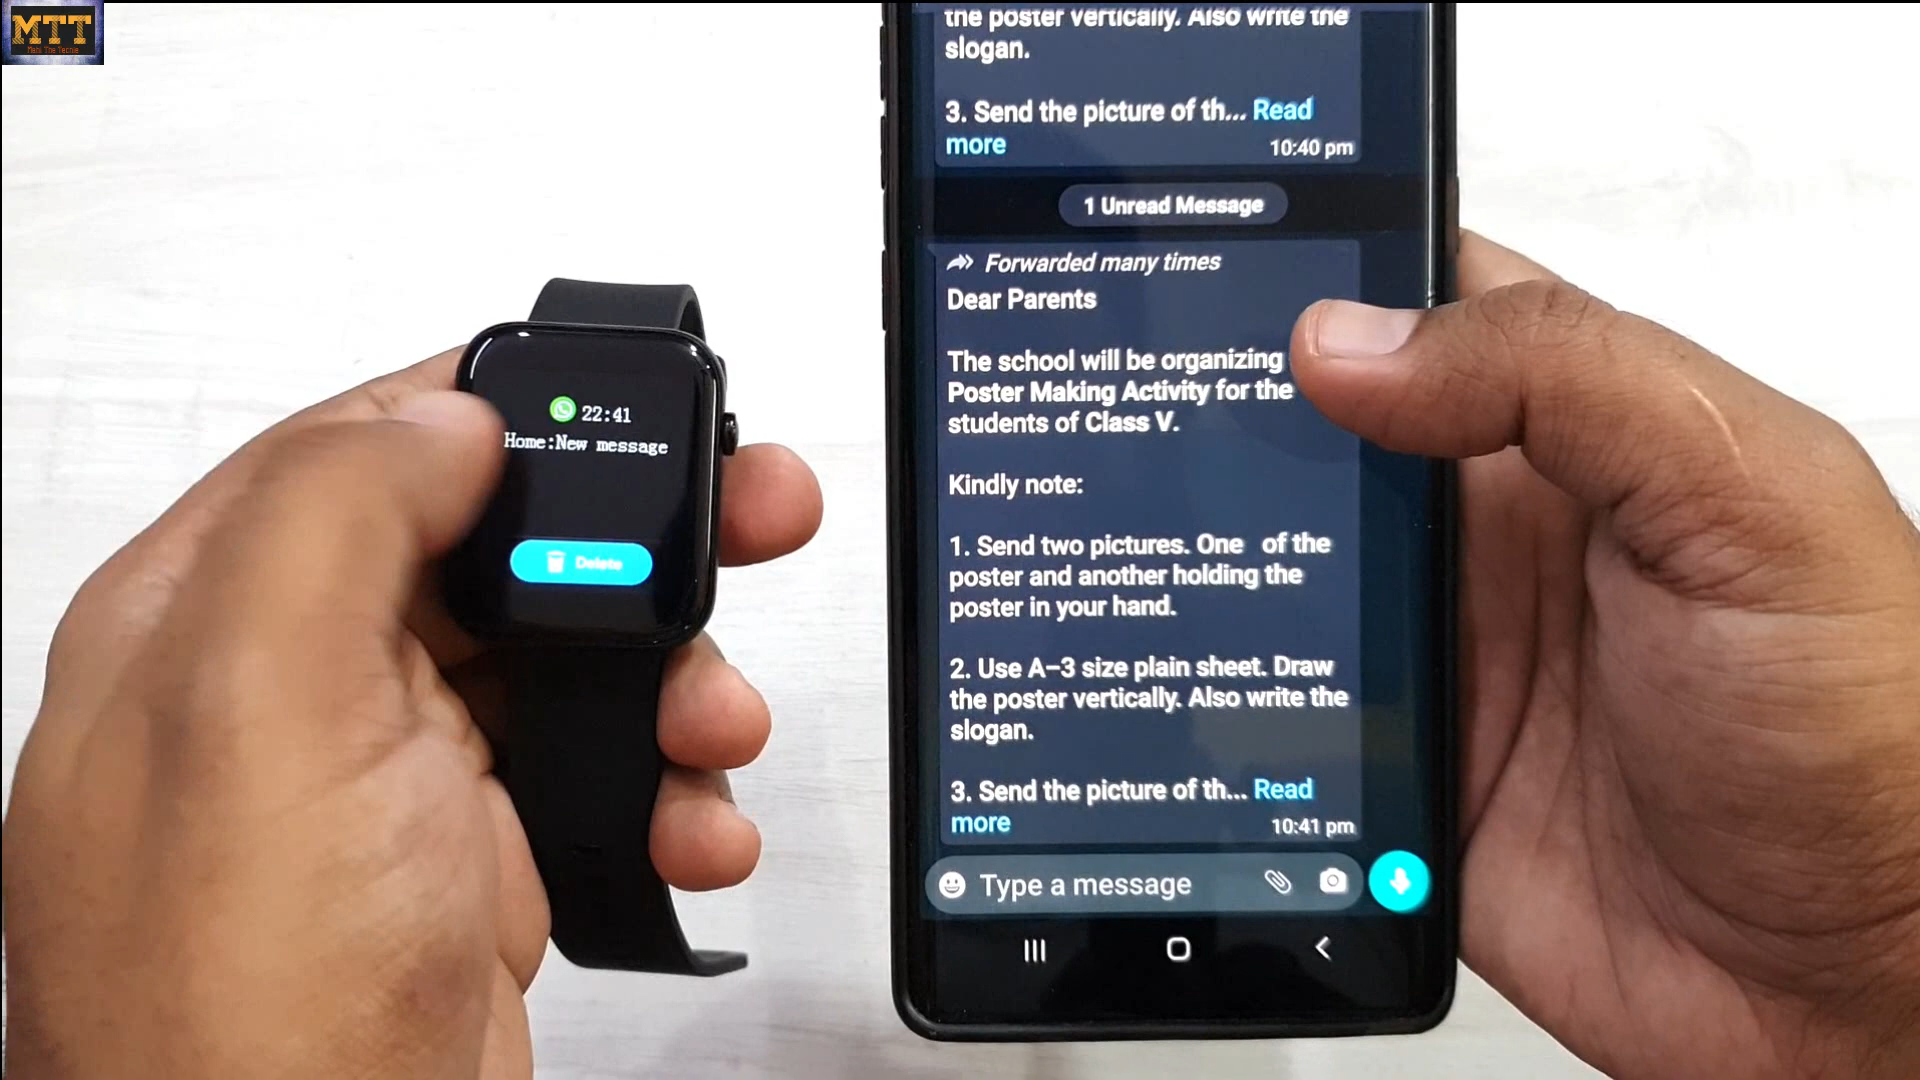 MTT
Mahi The Techie
22:41
Home:New message
Delete
the poster vertically. Also write the
slogan.
3. Send the picture of th... Read
more
10:40 pm
1 Unread Message
Forwarded many times
Dear Parents
The school will be organizing
Poster Making Activity for the
students of Class V.
Kindly note:
1. Send two pictures. One   of the
poster and another holding the
poster in your hand.
2. Use A-3 size plain sheet. Draw
the poster vertically. Also write the
slogan.
3. Send the picture of th... Read
more
10:41 pm
Type a message